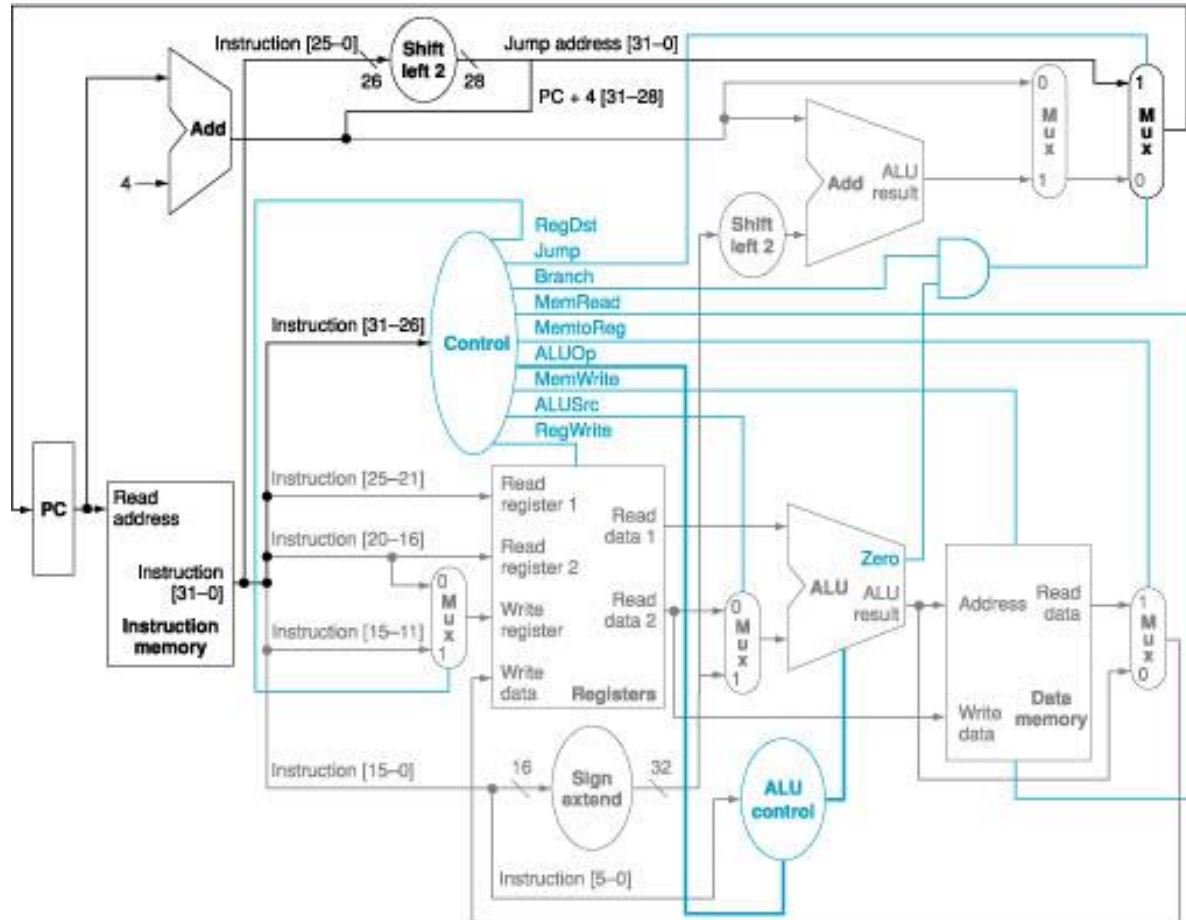 Instruction [25–0]
Shift
left 2
Jump address [31–0]
26
28
PC + 4 [31–28]
Add
4
0
M
u
x
1
1
M
u
x
0
Add
ALU
result
Shift
left 2
RegDst
Jump
Branch
MemRead
MemtoReg
ALUOp
MemWrite
ALUSrc
RegWrite
Instruction [31–26]
Control
PC
Read
address
Instruction
[31–0]
Instruction
memory
Instruction [25–21]
Instruction [20–16]
Instruction [15–11]
0
M
u
x
1
Read
register 1
Read
register 2
Write
register
Write
data
Read
data 1
Read
data 2
Registers
0
M
u
x
1
Zero
ALU
ALU
result
Address
Read
data
Write
data
Data
memory
1
M
u
x
0
Instruction [15–0]
16
Sign
extend
32
ALU
control
Instruction [5–0]